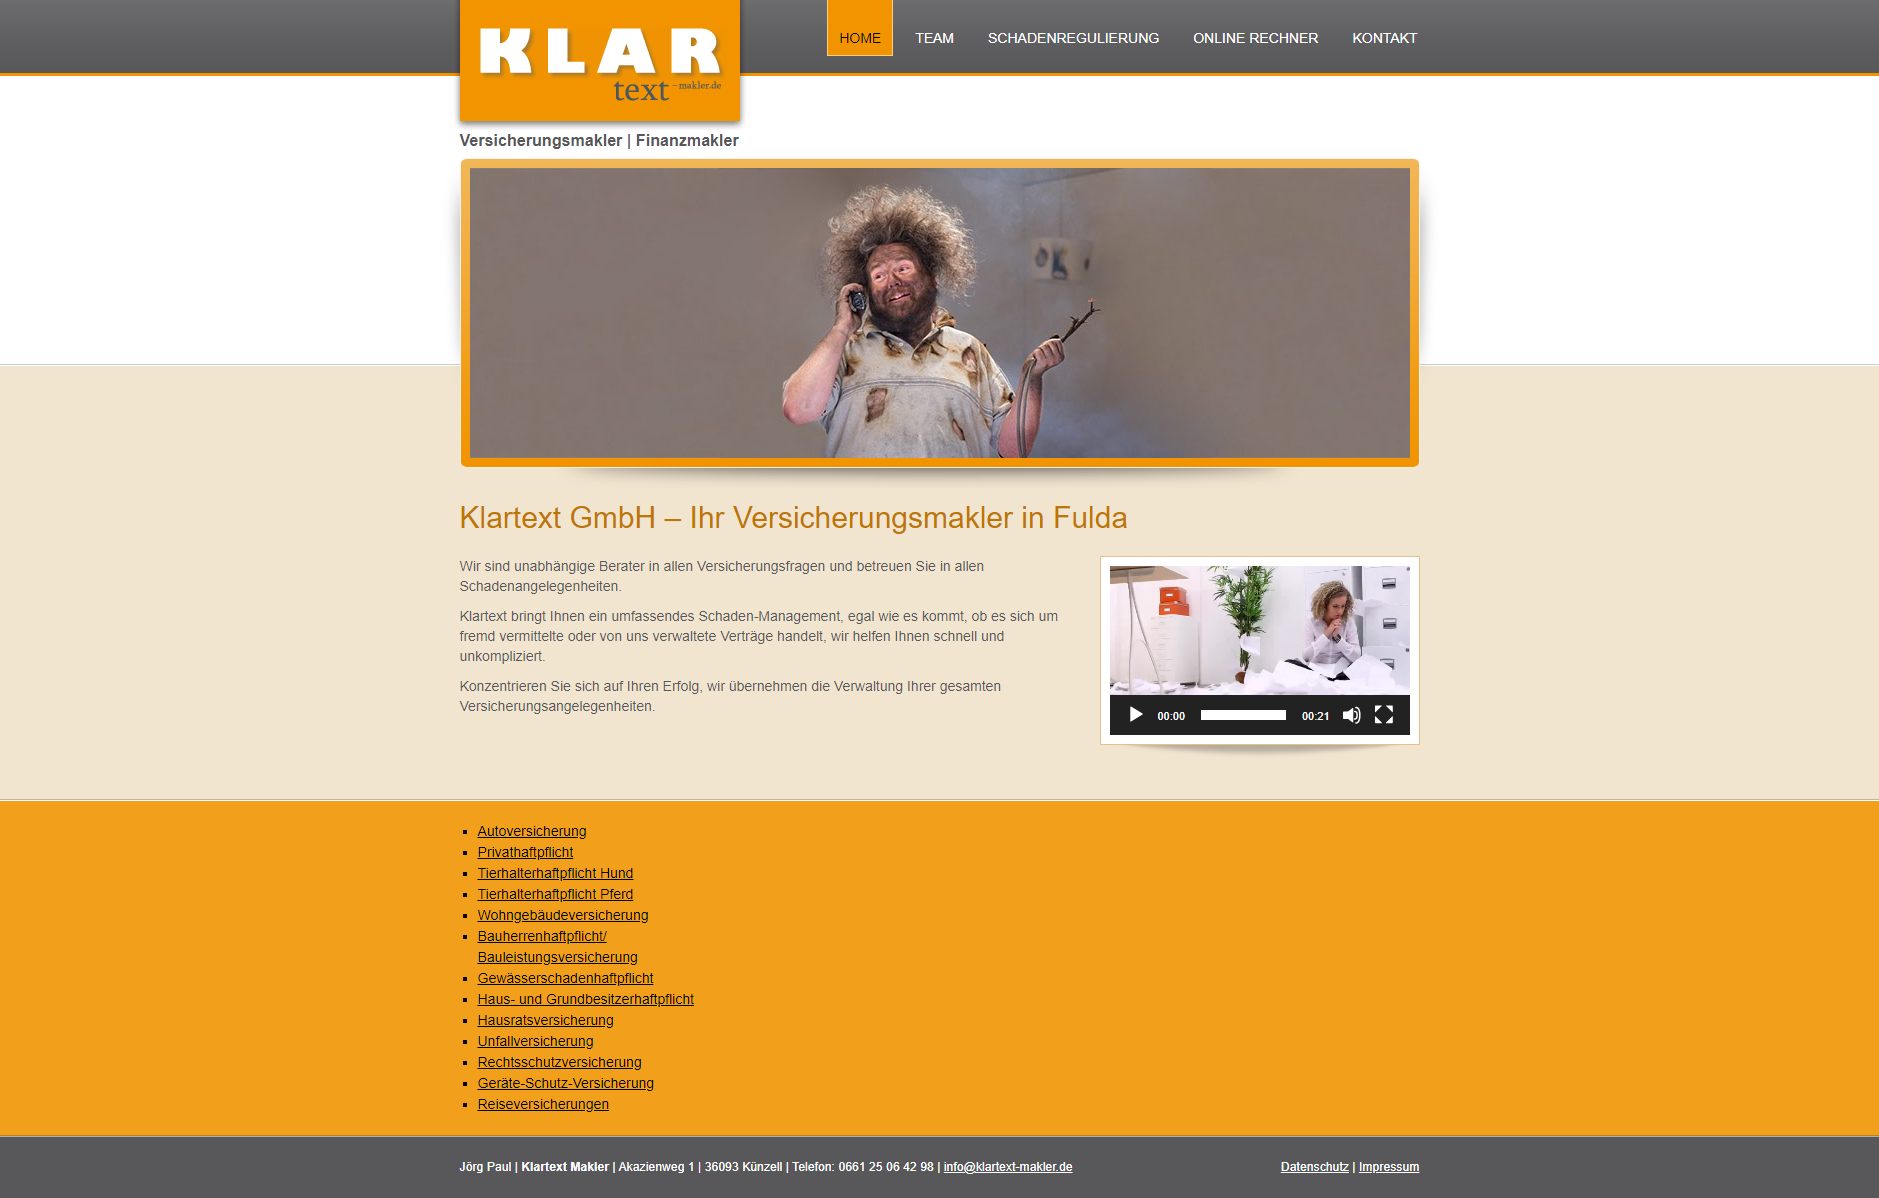 KLAR
text – makler.de
HOME TEAM SCHADENREGULIERUNG ONLINE RECHNER KONTAKT
Versicherungsmakler | Finanzmakler
Klartext GmbH – Ihr Versicherungsmakler in Fulda
Wir sind unabhängige Berater in allen Versicherungsfragen und betreuen Sie in allen
Schadenangelegenheiten.
Klartext bringt Ihnen ein umfassendes Schaden-Management, egal wie es kommt, ob es sich um
fremd vermittelte oder von uns verwaltete Verträge handelt, wir helfen Ihnen schnell und
unkompliziert.
Konzentrieren Sie sich auf Ihren Erfolg, wir übernehmen die Verwaltung Ihrer gesamten
Versicherungsangelegenheiten.
00:00 00:21
Autoversicherung
Privathaftpflicht
Tierhalterhaftpflicht Hund
Tierhalterhaftpflicht Pferd
Wohngebäudeversicherung
Bauherrenhaftpflicht/
Bauleistungsversicherung
Gewässerschadenhaftpflicht
Haus- und Grundbesitzerhaftpflicht
Hausratsversicherung
Unfallversicherung
Rechtsschutzversicherung
Geräte-Schutz-Versicherung
Reiseversicherungen
Jörg Paul | Klartext Makler | Akazienweg 1 | 36093 Künzell | Telefon: 0661 25 06 42 98 | info@klartext-makler.de
Datenschutz | Impressum